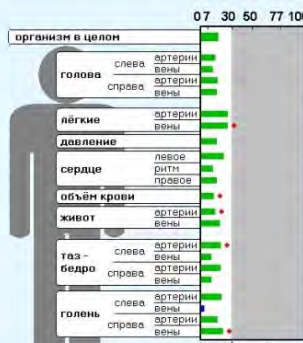 0 7 30 50 77 100
организм в целом
голова слева артерии
вены
справа артерии
вены
лёгкие артерии
вены
давление
сердце левое
ритм
правое
объём крови
живот артерии
вены
таз - бедро слева артерии
вены
справа артерии
вены
голень слева артерии
вены
справа артерии
вены